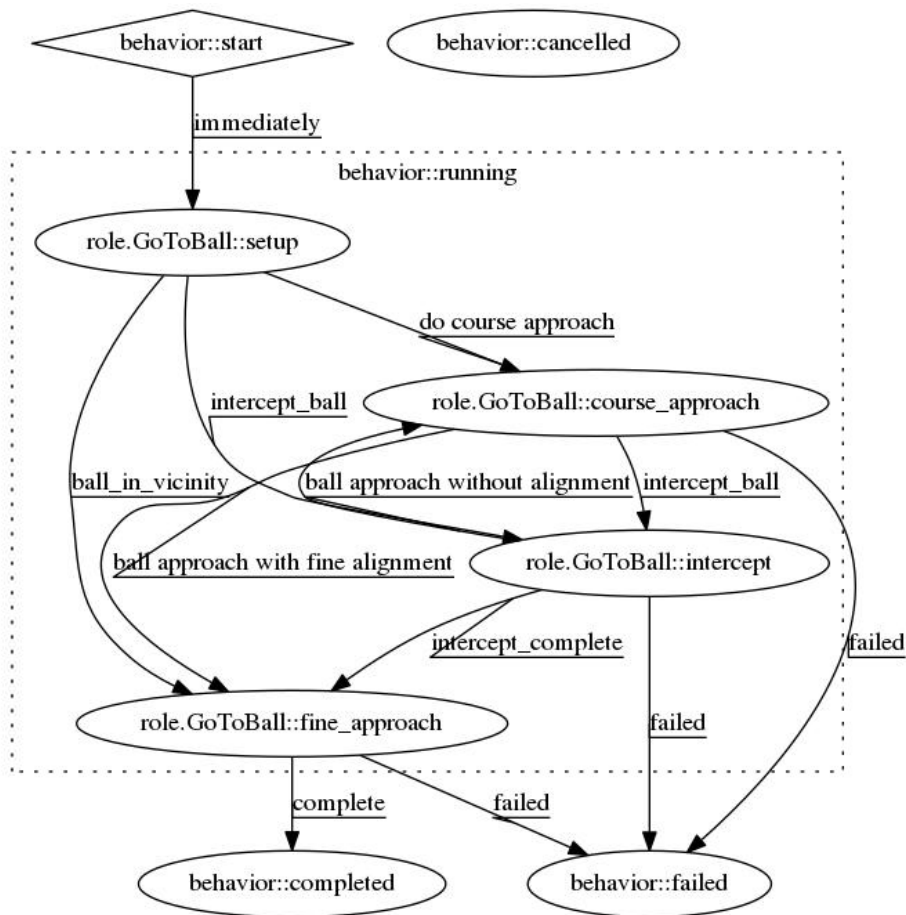 behavior::start
behavior::cancelled
immediately
behavior::running
role.GoToBall::setup
do course approach
intercept_ball
role.GoToBall::course_approach
ball_in_vicinity
ball approach without alignment
intercept_ball
ball approach with fine alignment
role.GoToBall::intercept
intercept_complete
failed
role.GoToBall::fine_approach
failed
complete
failed
behavior::completed
behavior::failed